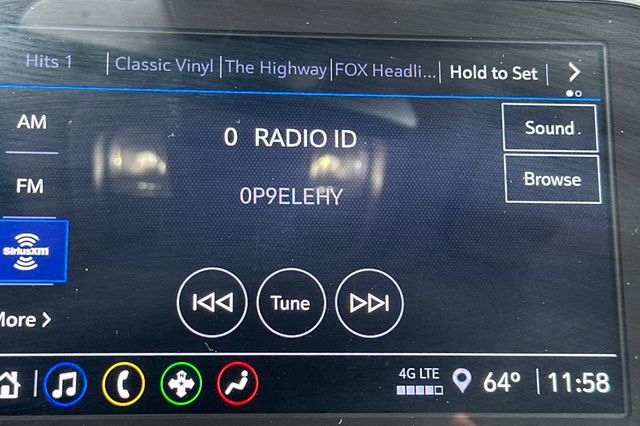 Hits 1 Classic Vinyl The Highway FOX Headli... Hold to Set
AM
0 RADIO ID
Sound
FM
0P9ELEHY
Browse
SiriusXM
Tune
More
4G LTE
64° 11:58